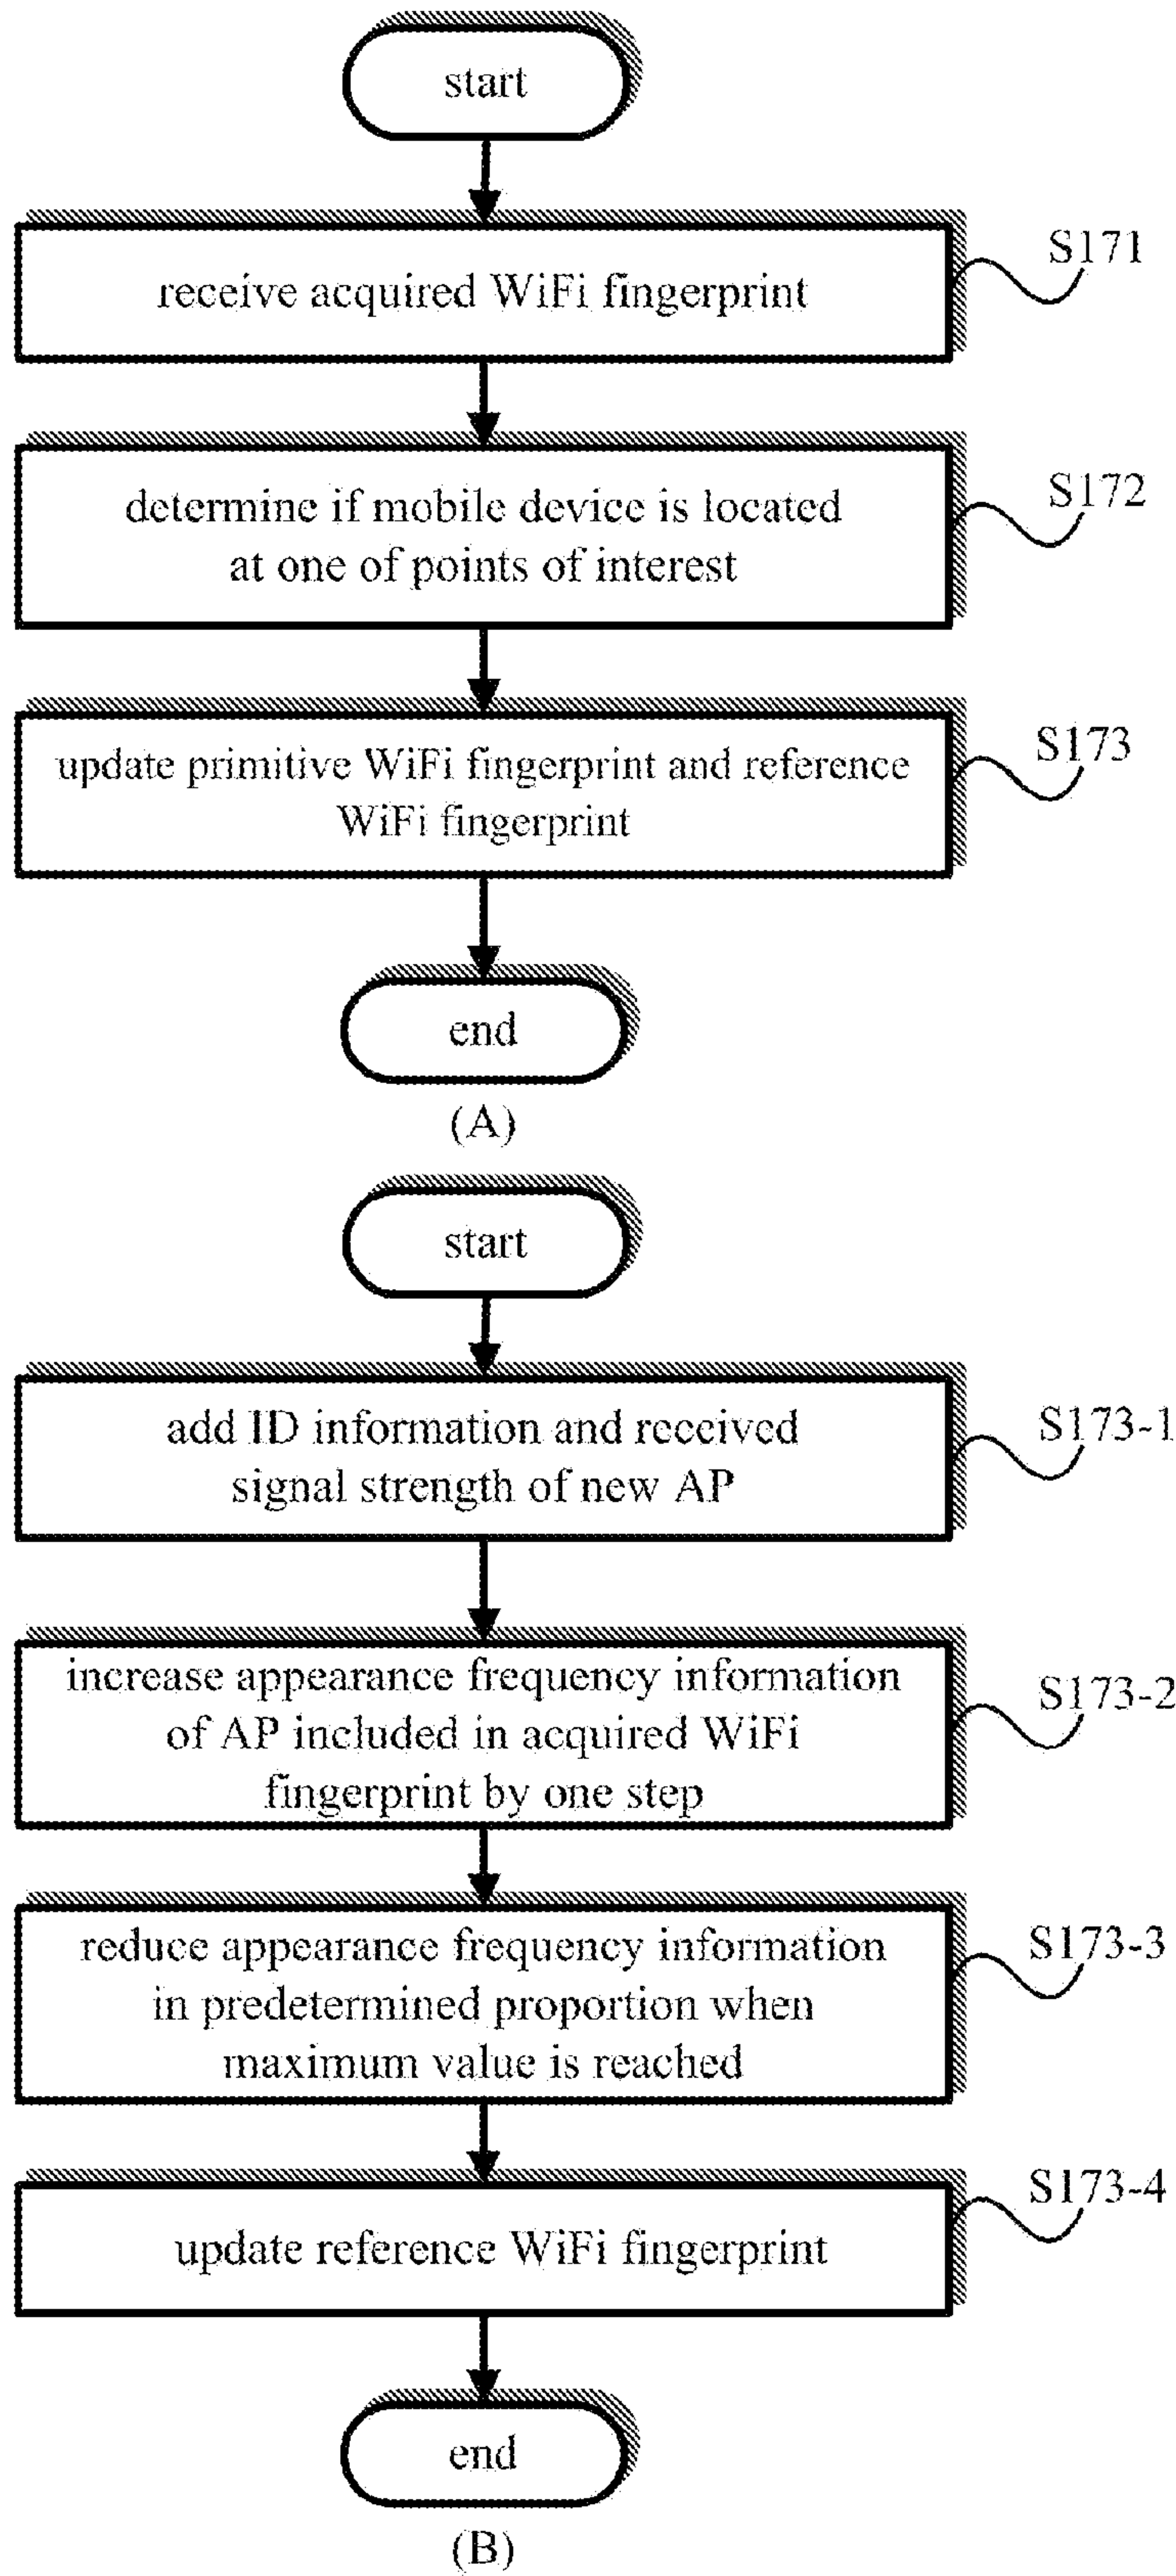 start
receive acquired WiFi fingerprint
S171
determine if mobile device is located
at one of points of interest
S172
update primitive WiFi fingerprint and reference
WiFi fingerprint
S173
end
(A)
start
add ID information and received
signal strength of new AP
S173-1
increase appearance frequency information
of AP included in acquired WiFi
fingerprint by one step
S173-2
reduce appearance frequency information
in predetermined proportion when
maximum value is reached
S173-3
update reference WiFi fingerprint
S173-4
end
(B)